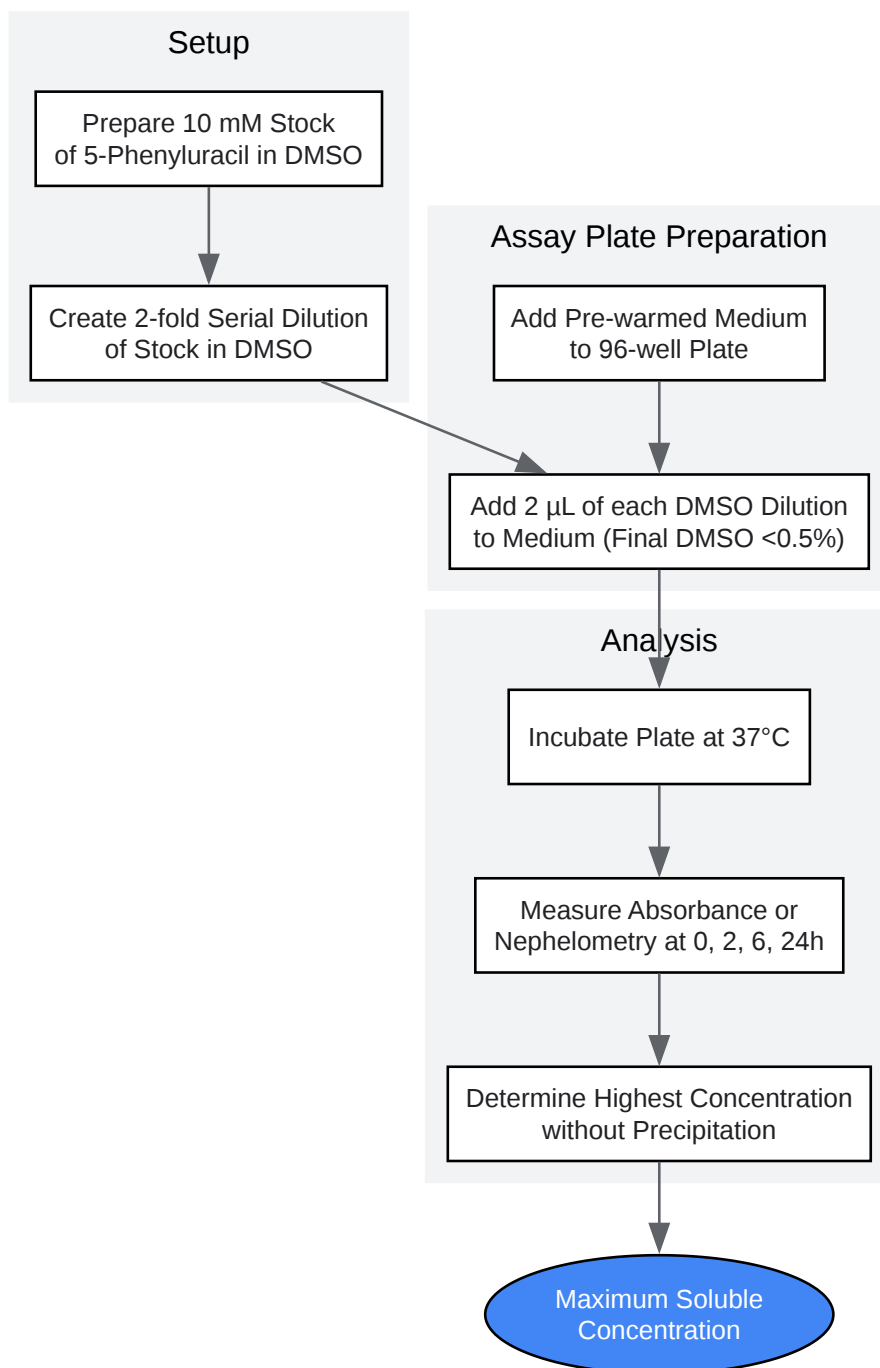 Setup
Prepare 10 mM Stock
of 5-Phenyluracil in DMSO
Create 2-fold Serial Dilution
of Stock in DMSO
Assay Plate Preparation
Add Pre-warmed Medium
to 96-well Plate
Add 2 µL of each DMSO Dilution
to Medium (Final DMSO <0.5%)
Analysis
Incubate Plate at 37°C
Measure Absorbance or
Nephelometry at 0, 2, 6, 24h
Determine Highest Concentration
without Precipitation
Maximum Soluble
Concentration